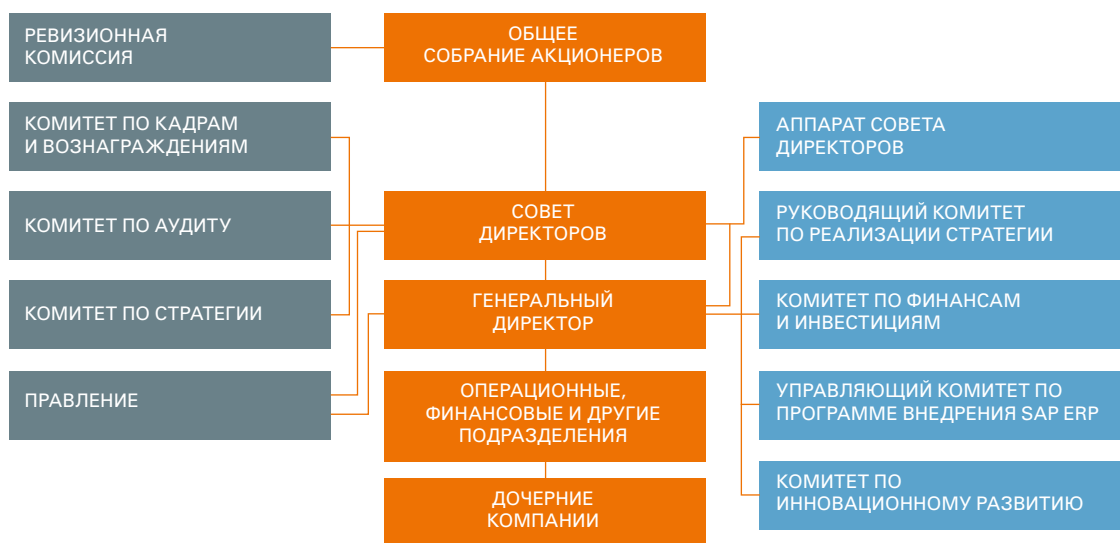 РЕВИЗИОННАЯ
КОМИССИЯ
ОБЩЕЕ
СОБРАНИЕ АКЦИОНЕРОВ
КОМИТЕТ ПО КАДРАМ
И ВОЗНАГРАЖДЕНИЯМ
АППАРАТ СОВЕТА
ДИРЕКТОРОВ
КОМИТЕТ ПО АУДИТУ
СОВЕТ
ДИРЕКТОРОВ
РУКОВОДЯЩИЙ КОМИТЕТ
ПО РЕАЛИЗАЦИИ СТРАТЕГИИ
КОМИТЕТ ПО СТРАТЕГИИ
ГЕНЕРАЛЬНЫЙ
ДИРЕКТОР
КОМИТЕТ ПО ФИНАНСАМ
И ИНВЕСТИЦИЯМ
ПРАВЛЕНИЕ
ОПЕРАЦИОННЫЕ,
ФИНАНСОВЫЕ И ДРУГИЕ
ПОДРАЗДЕЛЕНИЯ
УПРАВЛЯЮЩИЙ КОМИТЕТ ПО
ПРОГРАММЕ ВНЕДРЕНИЯ SAP ERP
ДОЧЕРНИЕ
КОМПАНИИ
КОМИТЕТ ПО
ИННОВАЦИОННОМУ РАЗВИТИЮ